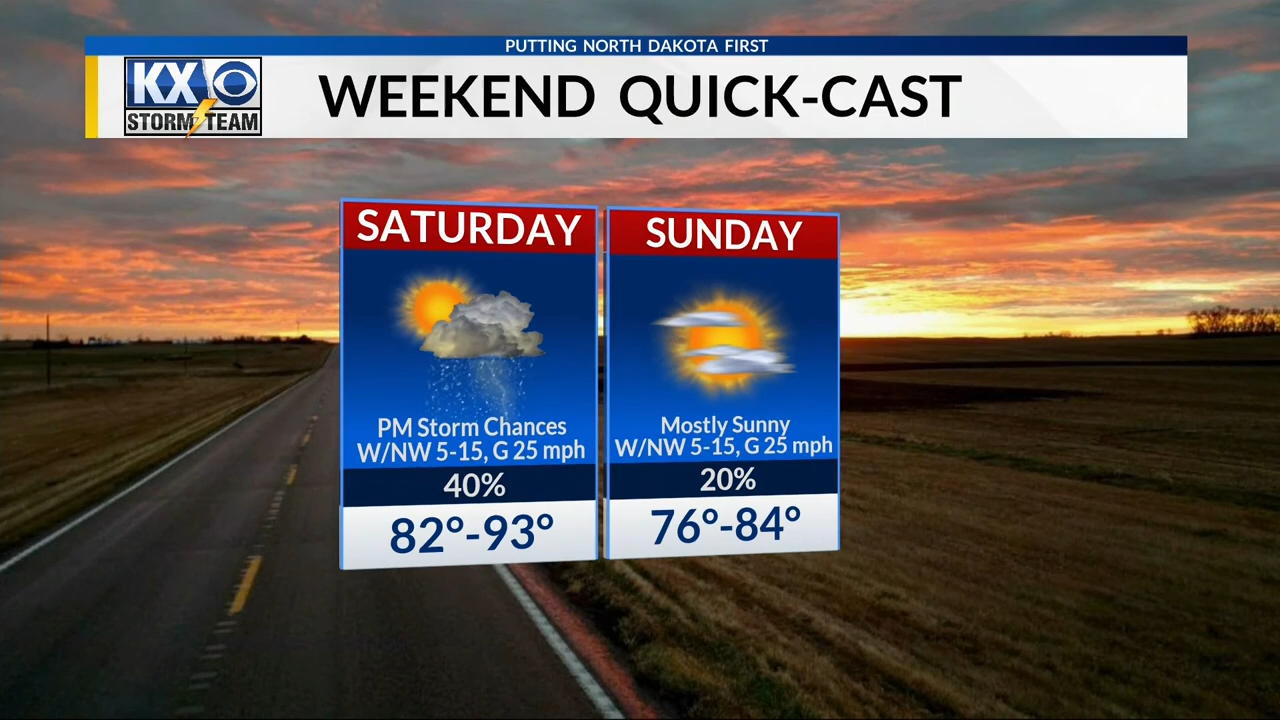 PUTTING NORTH DAKOTA FIRST
KX
STORM TEAM
WEEKEND QUICK-CAST
SATURDAY
PM Storm Chances
W/NW 5-15, G 25 mph
40%
82°-93°
SUNDAY
Mostly Sunny
W/NW 5-15, G 25 mph
20%
76°-84°